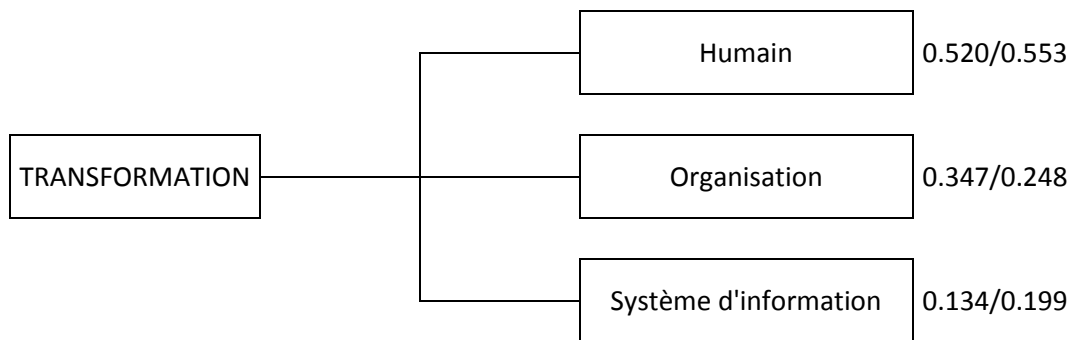 Humain 0.520/0.553
TRANSFORMATION Organisation 0.347/0.248
Système d'information 0.134/0.199